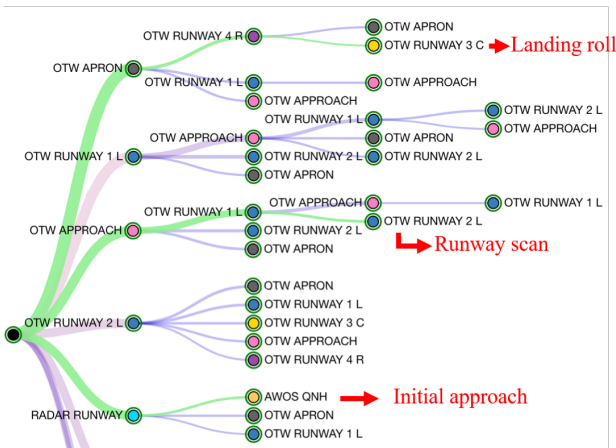 OTW APRON
OTW RUNWAY 4 R
OTW RUNWAY 3 C
Landing roll
OTW APRON
OTW RUNWAY 1 L
OTW APPROACH
OTW APPROACH
OTW RUNWAY 1 L
OTW RUNWAY 2 L
OTW APPROACH
OTW APPROACH
OTW APRON
OTW RUNWAY 1 L
OTW RUNWAY 2 L
OTW RUNWAY 2 L
OTW APRON
OTW APPROACH
OTW RUNWAY 1 L
OTW RUNWAY 1 L
OTW RUNWAY 2 L
OTW APPROACH
OTW RUNWAY 2 L
Runway scan
OTW APRON
OTW APRON
OTW RUNWAY 1 L
OTW RUNWAY 2 L
OTW RUNWAY 3 C
OTW APPROACH
OTW RUNWAY 4 R
AWOS QNH
Initial approach
RADAR RUNWAY
OTW APRON
OTW RUNWAY 1 L